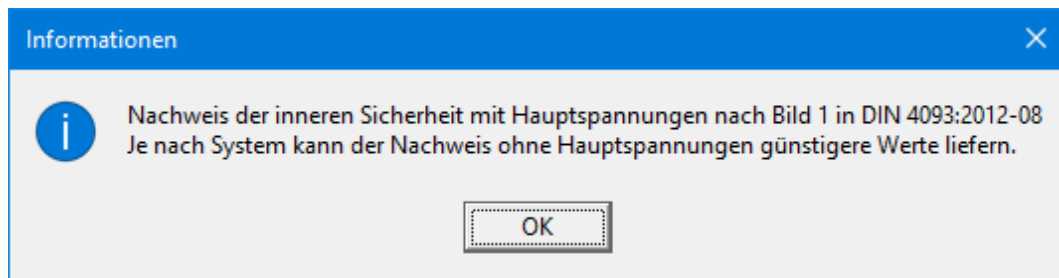 Informationen
Nachweis der inneren Sicherheit mit Hauptspannungen nach Bild 1 in DIN 4093:2012-08
Je nach System kann der Nachweis ohne Hauptspannungen günstigere Werte liefern.
OK